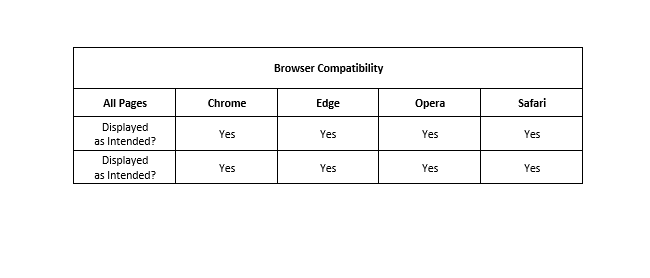 Browser Compatibility
All Pages Chrome Edge Opera Safari
Displayed
as Intended? Yes Yes Yes Yes
Displayed
as Intended? Yes Yes Yes Yes